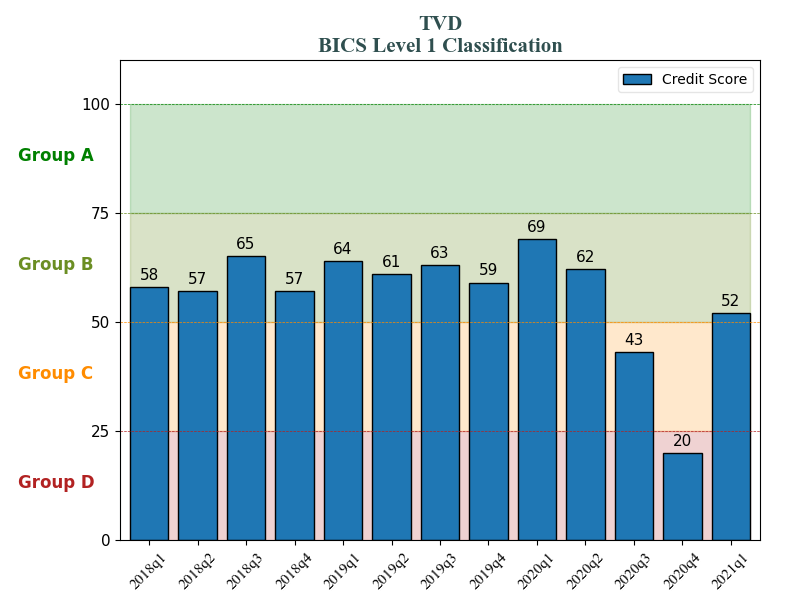 TVD
BICS Level 1 Classification
Credit Score
100
Group A
75
69
65
64
63
62
61
59
58
57
57
Group B
52
50
43
Group C
25
20
Group D
0
2018q1
2018q2
2018q3
2018q4
2019q1
2019q2
2019q3
2019q4
2020q1
2020q2
2020q3
2020q4
2021q1